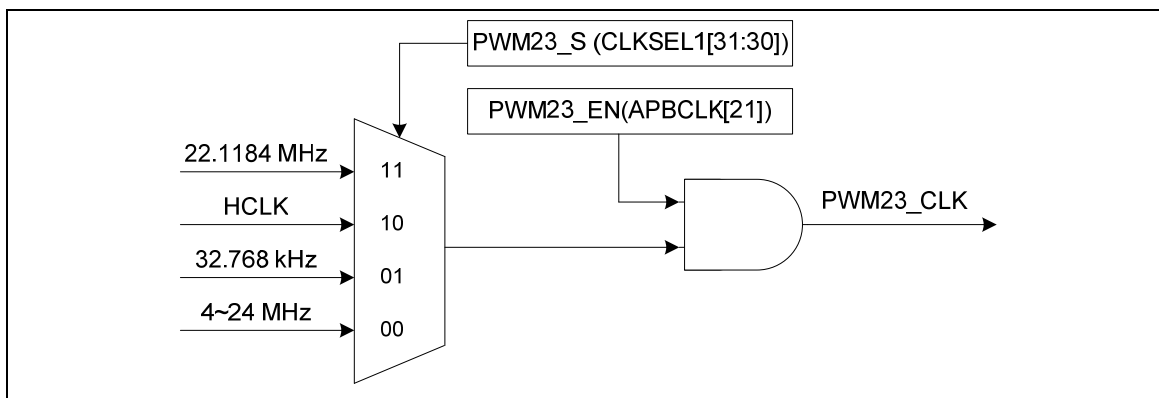 PWM23_S (CLKSEL1[31:30])
PWM23_EN(APBCLK[21])
22.1184 MHz
11
HCLK
10
32.768 kHz
01
4~24 MHz
00
PWM23_CLK